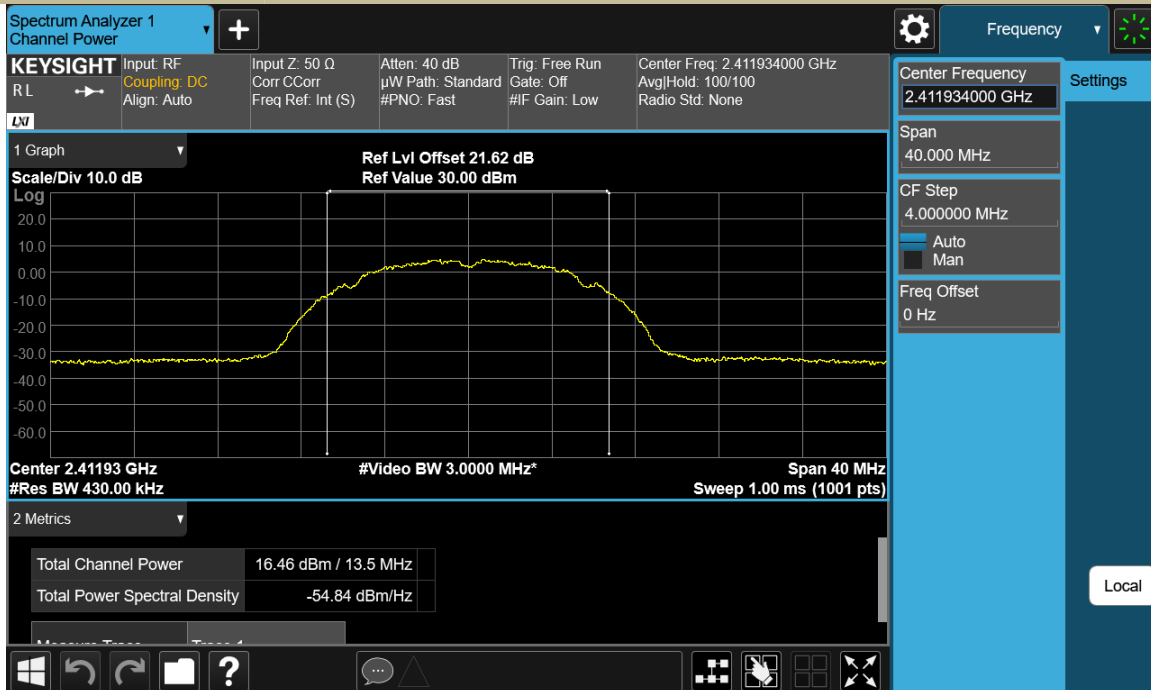 Spectrum Analyzer 1
Channel Power
+
Frequency
KEYSIGHT
R L
LXI
Input: RF
Coupling: DC
Align: Auto
Input Z: 50 Ω
Corr CCorr
Freq Ref: Int (S)
Atten: 40 dB
µW Path: Standard
#PNO: Fast
Trig: Free Run
Gate: Off
#IF Gain: Low
Center Freq: 2.411934000 GHz
Avg|Hold: 100/100
Radio Std: None
Center Frequency
2.411934000 GHz
Settings
Span
40.000 MHz
CF Step
4.000000 MHz
Auto
Man
Freq Offset
0 Hz
Local
1 Graph
Scale/Div 10.0 dB
Ref Lvl Offset 21.62 dB
Ref Value 30.00 dBm
Log
20.0
10.0
0.00
-10.0
-20.0
-30.0
-40.0
-50.0
-60.0
Center 2.41193 GHz
#Video BW 3.0000 MHz*
Span 40 MHz
#Res BW 430.00 kHz
Sweep 1.00 ms (1001 pts)
2 Metrics
Total Channel Power 16.46 dBm / 13.5 MHz
Total Power Spectral Density -54.84 dBm/Hz
Measure Trace Trace 1
?